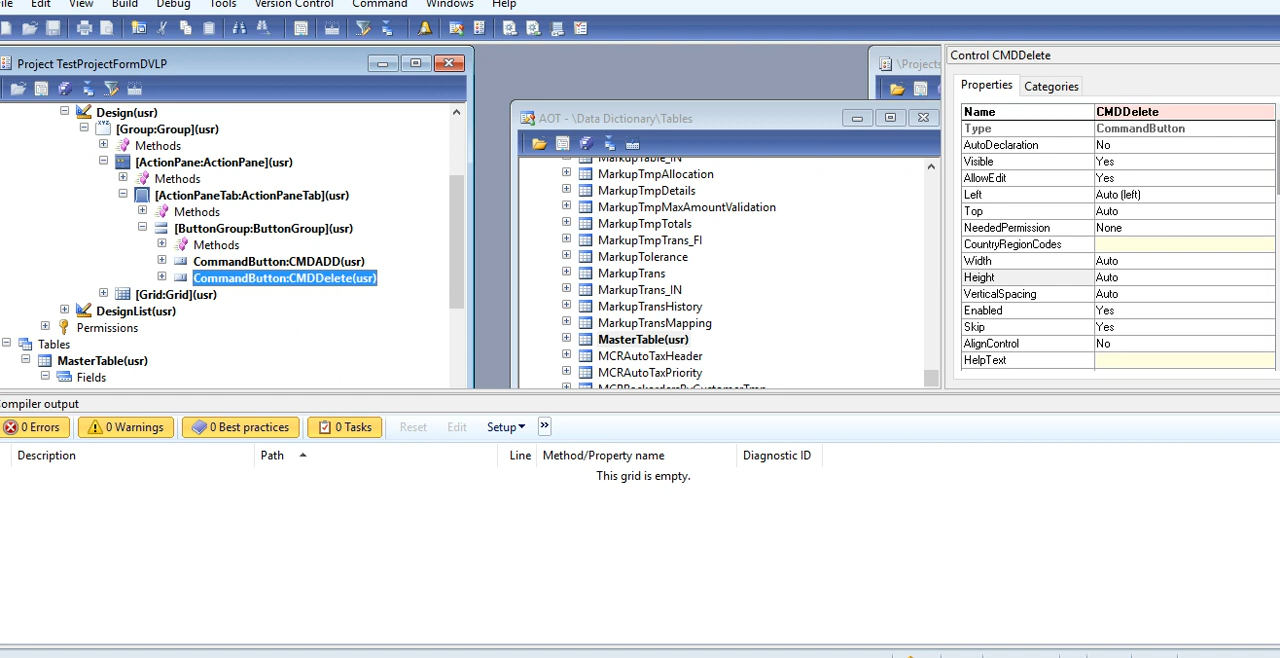 ile Edit View Build Debug Tools Version Control Command Windows Help
Project TestProjectFormDVLP
Design(usr)
[Group:Group](usr)
Methods
[ActionPane:ActionPane](usr)
Methods
[ActionPaneTab:ActionPaneTab](usr)
Methods
[ButtonGroup:ButtonGroup](usr)
Methods
CommandButton:CMDADD(usr)
CommandButton:CMDDelete(usr)
[Grid:Grid](usr)
DesignList(usr)
Permissions
Tables
MasterTable(usr)
Fields
\Projects
AOT - \Data Dictionary\Tables
MarkupTable_IN
MarkupTmpAllocation
MarkupTmpDetails
MarkupTmpMaxAmountValidation
MarkupTmpTotals
MarkupTmpTrans_FI
MarkupTolerance
MarkupTrans
MarkupTrans_IN
MarkupTransHistory
MarkupTransMapping
MasterTable(usr)
MCRAutoTaxHeader
MCRAutoTaxPriority
Control CMDDelete
Properties Categories
Name CMDDelete
Type CommandButton
AutoDeclaration No
Visible Yes
AllowEdit Yes
Left Auto (left)
Top Auto
NeededPermission None
CountryRegionCodes
Width Auto
Height Auto
VerticalSpacing Auto
Enabled Yes
Skip Yes
AlignControl No
HelpText
ompiler output
0 Errors 0 Warnings 0 Best practices 0 Tasks Reset Edit Setup
Description Path Line Method/Property name Diagnostic ID
This grid is empty.